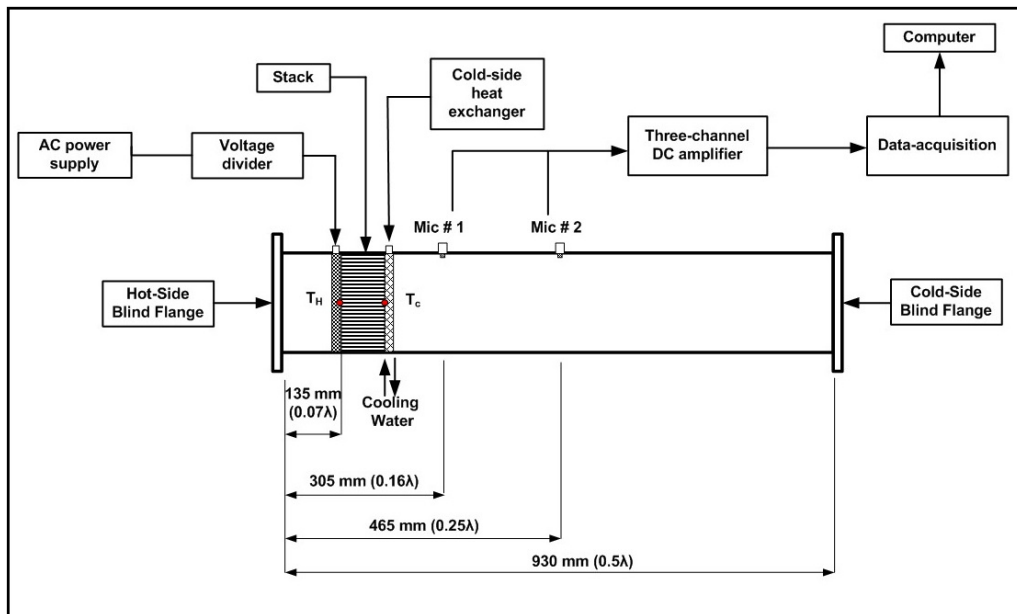 Computer
Stack
Cold-side
heat
exchanger
AC power
supply
Voltage
divider
Three-channel
DC amplifier
Data-acquisition
Mic # 1
Mic # 2
Hot-Side
Blind Flange
TH
Tc
Cold-Side
Blind Flange
135 mm
(0.07λ)
Cooling
Water
305 mm (0.16λ)
465 mm (0.25λ)
930 mm (0.5λ)